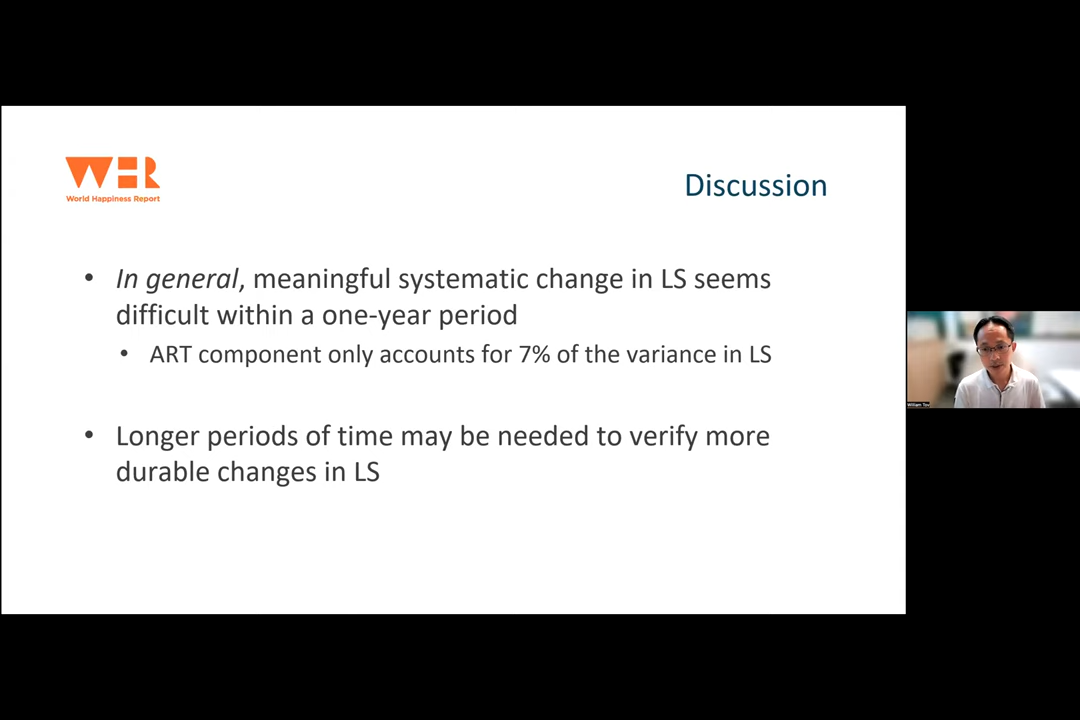 WHR
World Happiness Report
Discussion
• In general, meaningful systematic change in LS seems
difficult within a one-year period
• ART component only accounts for 7% of the variance in LS
• Longer periods of time may be needed to verify more
durable changes in LS
William Tov